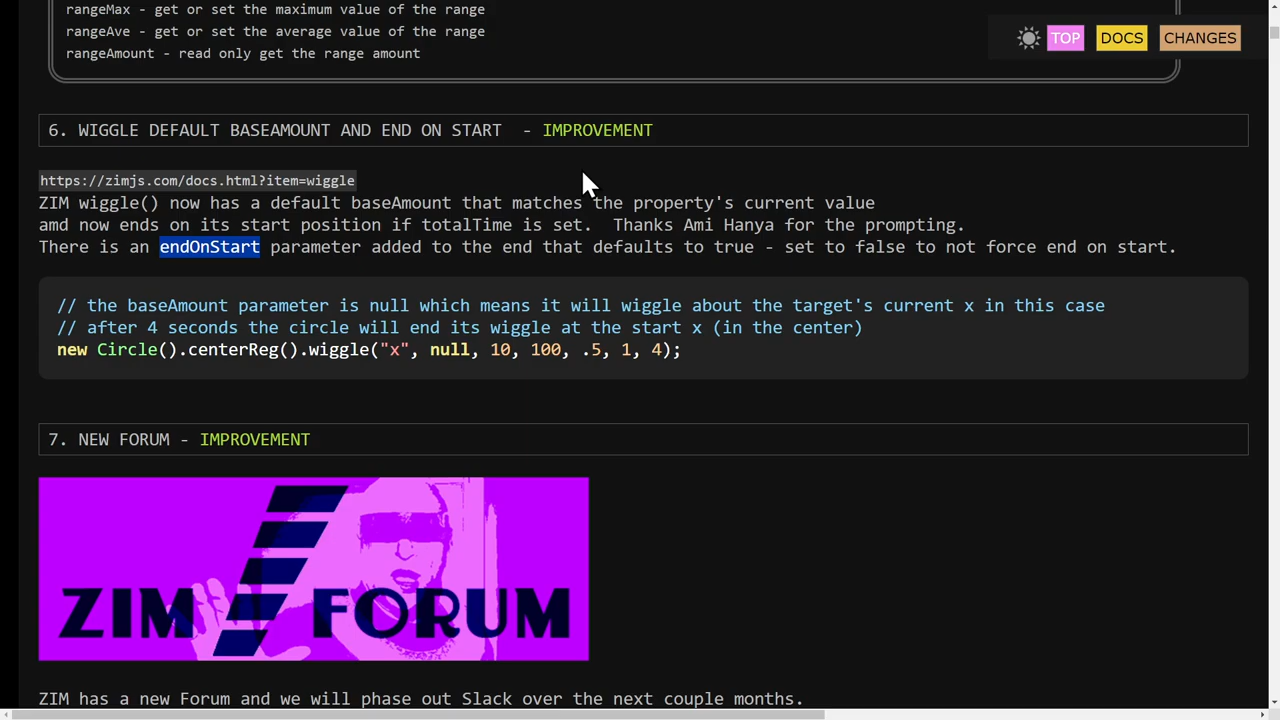 rangeMax - get or set the maximum value of the range
rangeAve - get or set the average value of the range
rangeAmount - read only get the range amount
TOP DOCS CHANGES
6. WIGGLE DEFAULT BASEAMOUNT AND END ON START  - IMPROVEMENT
https://zimjs.com/docs.html?item=wiggle
ZIM wiggle() now has a default baseAmount that matches the property's current value
amd now ends on its start position if totalTime is set.  Thanks Ami Hanya for the prompting.
There is an endOnStart parameter added to the end that defaults to true - set to false to not force end on start.
// the baseAmount parameter is null which means it will wiggle about the target's current x in this case
// after 4 seconds the circle will end its wiggle at the start x (in the center)
new Circle().centerReg().wiggle("x", null, 10, 100, .5, 1, 4);
7. NEW FORUM - IMPROVEMENT
ZIM FORUM
ZIM has a new Forum and we will phase out Slack over the next couple months.